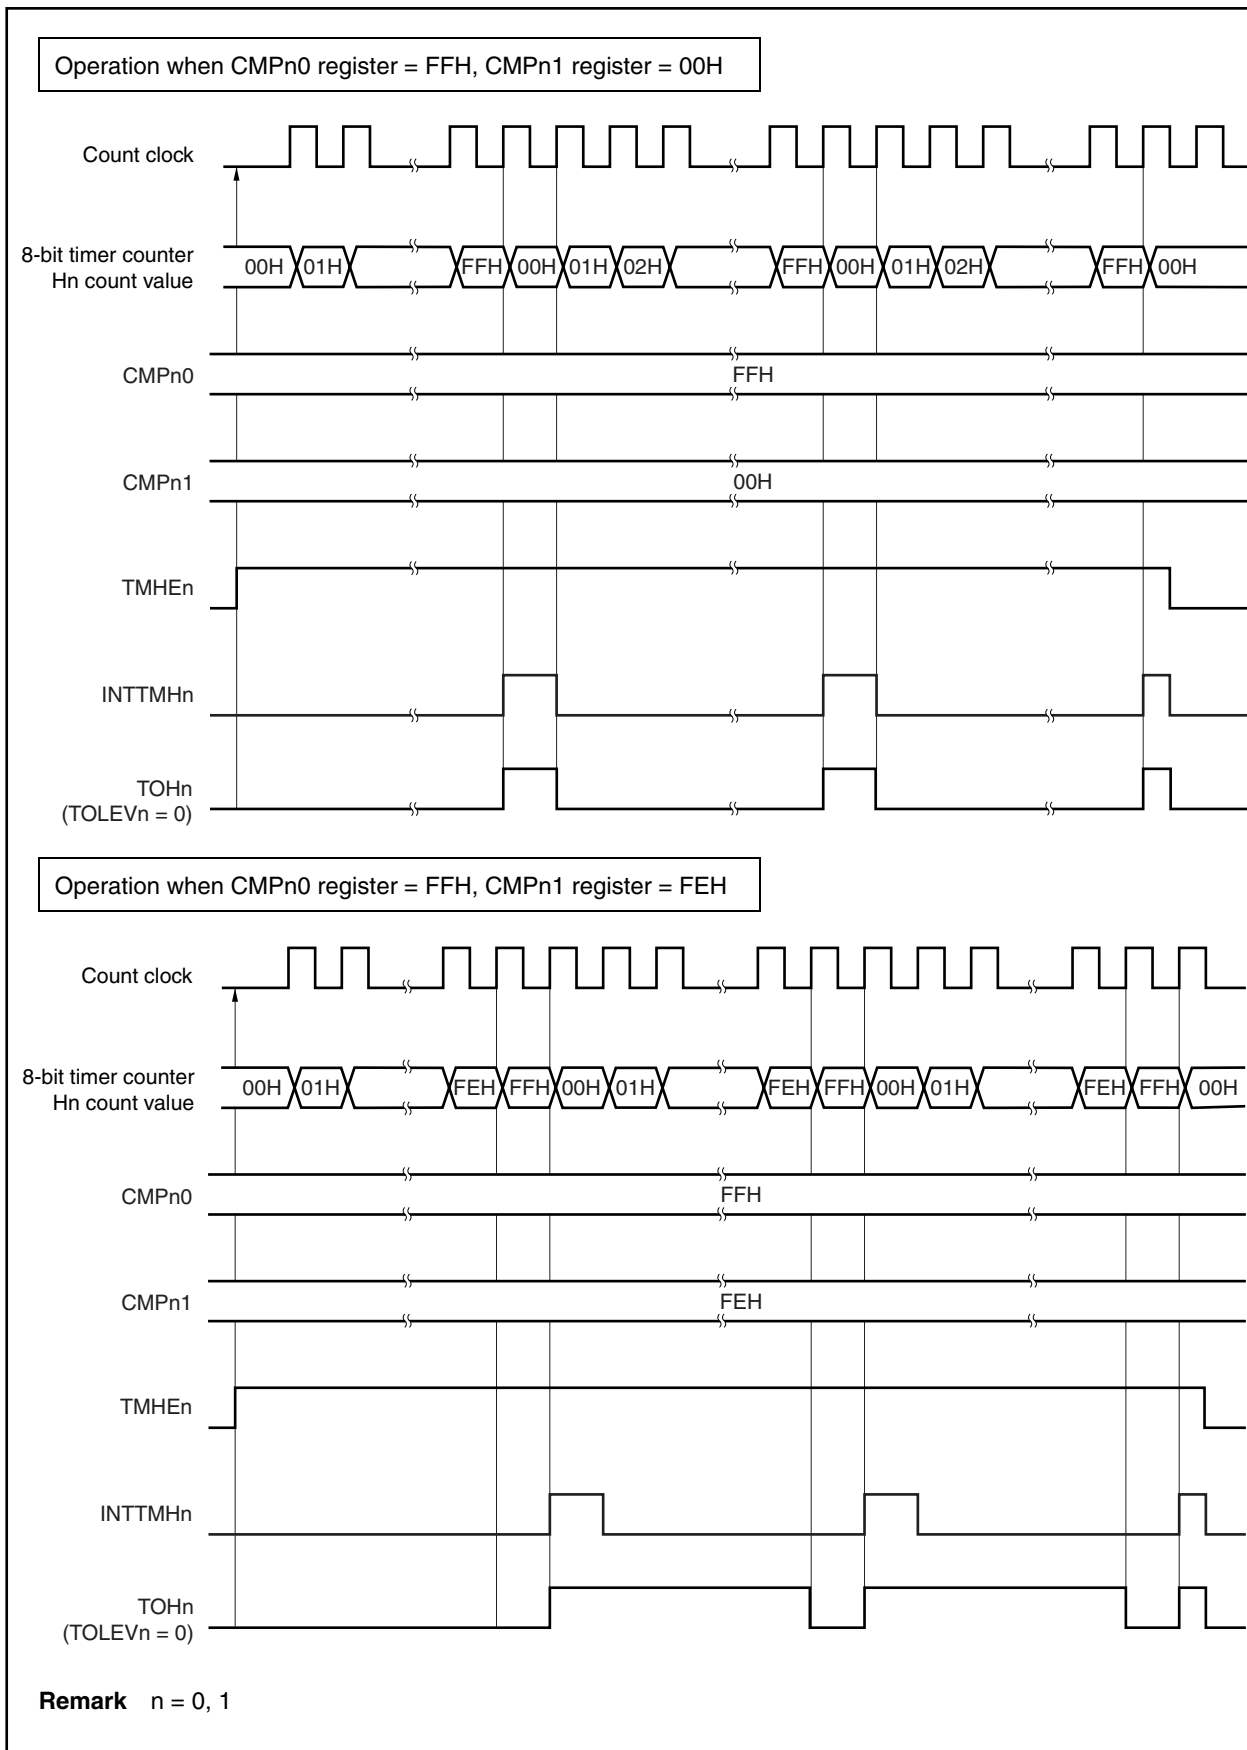 Operation when CMPn0 register = FFH, CMPn1 register = 00H
Count clock
8-bit timer counter
Hn count value
00H 01H FFH 00H 01H 02H FFH 00H 01H 02H FFH 00H
CMPn0
FFH
CMPn1
00H
TMHEn
INTTMHn
TOHn
(TOLEVn = 0)
Operation when CMPn0 register = FFH, CMPn1 register = FEH
Count clock
8-bit timer counter
Hn count value
00H 01H FEH FFH 00H 01H FEH FFH 00H 01H FEH FFH 00H
CMPn0
FFH
CMPn1
FEH
TMHEn
INTTMHn
TOHn
(TOLEVn = 0)
Remark n = 0, 1